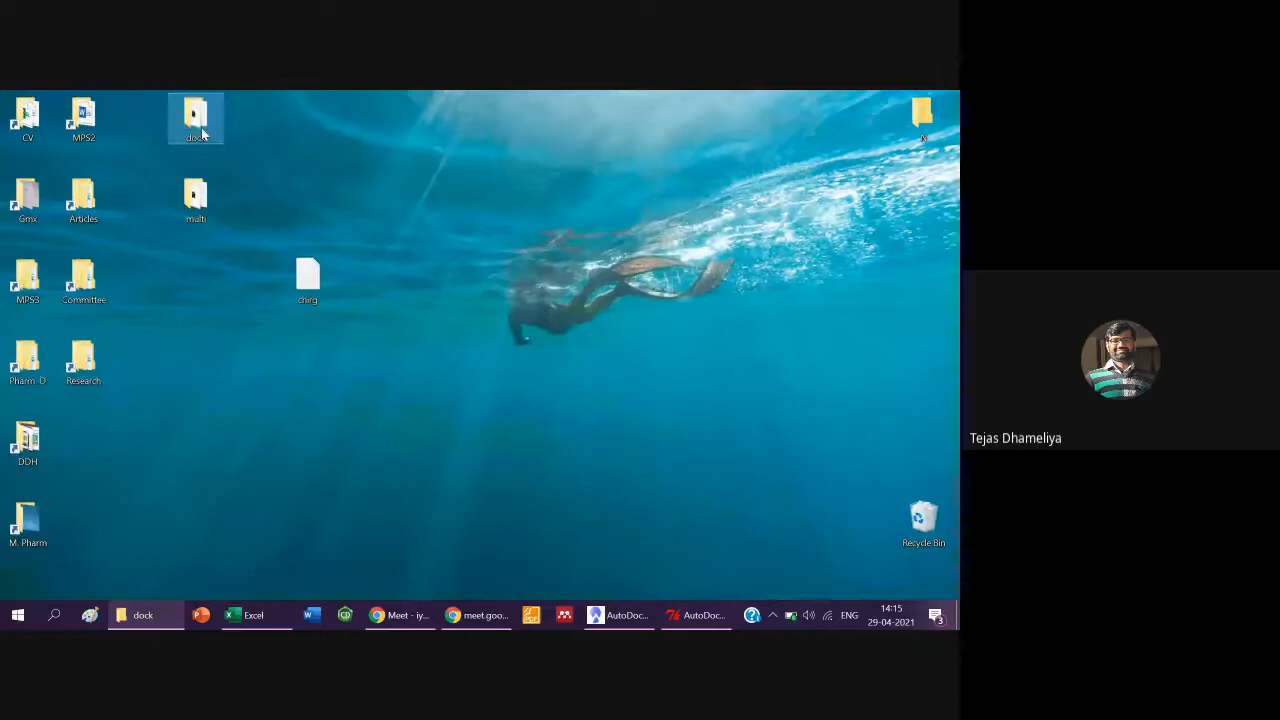 CV
MPS2
dock
N
Gmx
Articles
multi
MPS3
Committee
chirg
Pharm. D
Research
DDH
M. Pharm
Recycle Bin
Tejas Dhameliya
dock
Excel
Meet - iy...
meet.goo...
AutoDoc...
AutoDoc...
ENG
14:15
29-04-2021
3